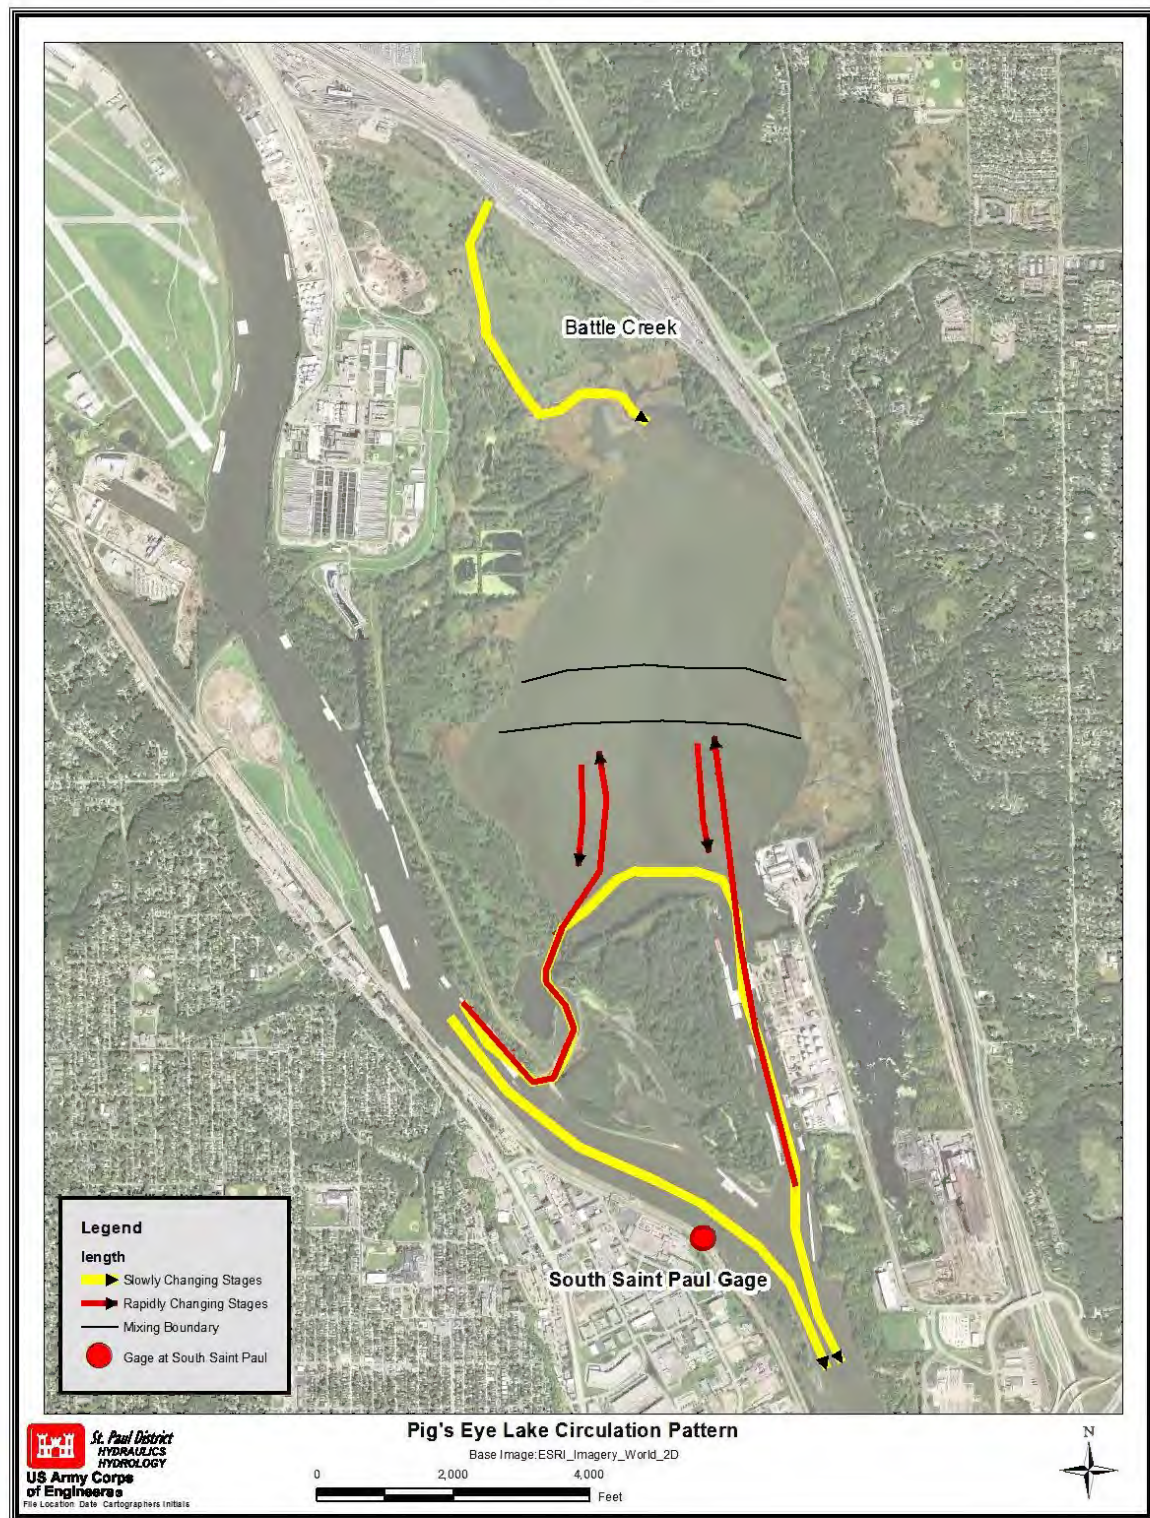 Battle Creek
South Saint Paul Gage
Legend
length
Slowly Changing Stages
Rapidly Changing Stages
Mixing Boundary
Gage at South Saint Paul
Pig's Eye Lake Circulation Pattern
Base Image:ESRI_Imagery_World_2D
0 2,000 4,000
Feet
N
St. Paul District
HYDRAULICS
HYDROLOGY
US Army Corps
of Engineers
File Location Date Cartographers Initials